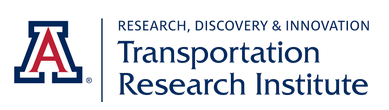 A
®
RESEARCH, DISCOVERY & INNOVATION
Transportation
Research Institute